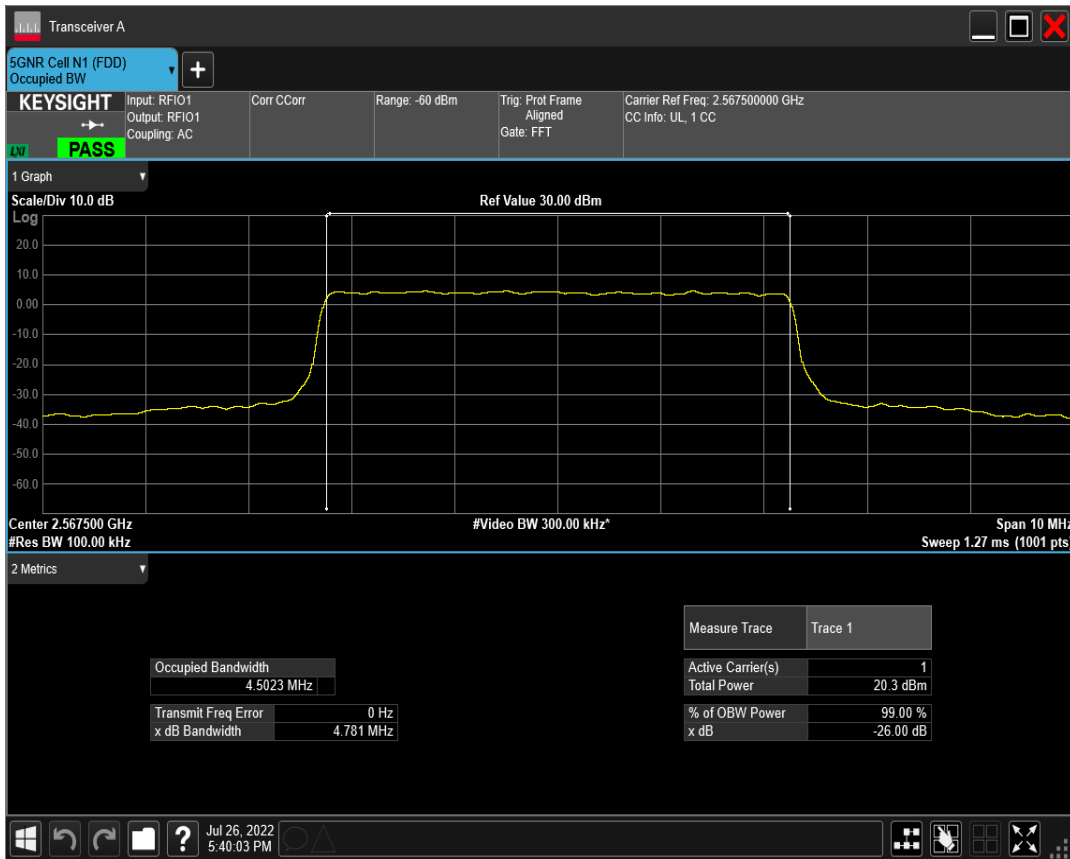 Transceiver A
5GNR Cell N1 (FDD)
Occupied BW
+
KEYSIGHT
LXI
PASS
Input: RFIO1
Output: RFIO1
Coupling: AC
Corr CCorr
Range: -60 dBm
Trig: Prot Frame
Aligned
Gate: FFT
Carrier Ref Freq: 2.567500000 GHz
CC Info: UL, 1 CC
1 Graph
Scale/Div 10.0 dB
Ref Value 30.00 dBm
Log
20.0
10.0
0.00
-10.0
-20.0
-30.0
-40.0
-50.0
-60.0
Center 2.567500 GHz
#Video BW 300.00 kHz*
Span 10 MHz
#Res BW 100.00 kHz
Sweep 1.27 ms (1001 pts)
2 Metrics
Measure Trace Trace 1
Occupied Bandwidth
4.5023 MHz
Active Carrier(s) 1
Total Power 20.3 dBm
Transmit Freq Error 0 Hz
x dB Bandwidth 4.781 MHz
% of OBW Power 99.00 %
x dB -26.00 dB
?
Jul 26, 2022
5:40:03 PM